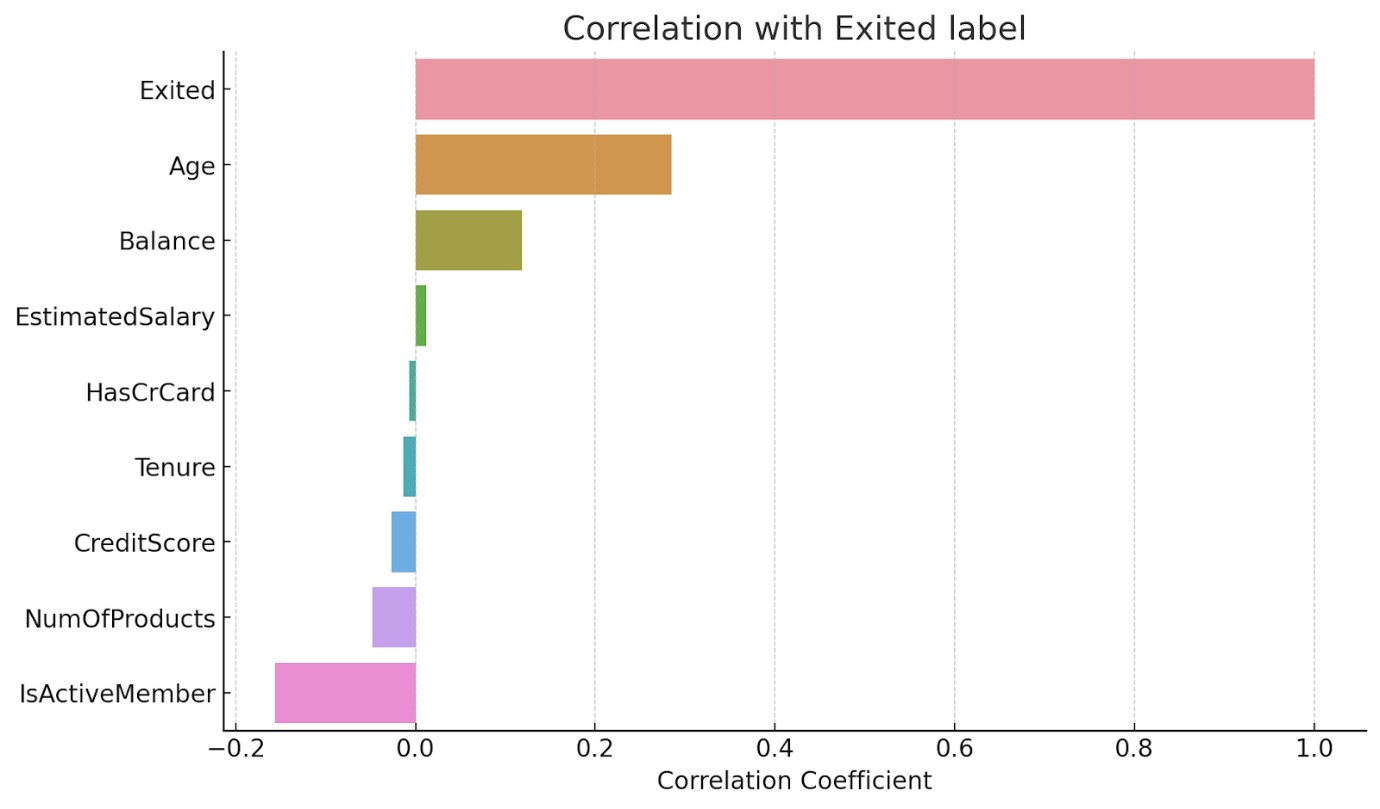 Correlation with Exited label
Exited
Age
Balance
EstimatedSalary
HasCrCard
Tenure
CreditScore
NumOfProducts
IsActiveMember
−0.2 0.0 0.2 0.4 0.6 0.8 1.0
Correlation Coefficient